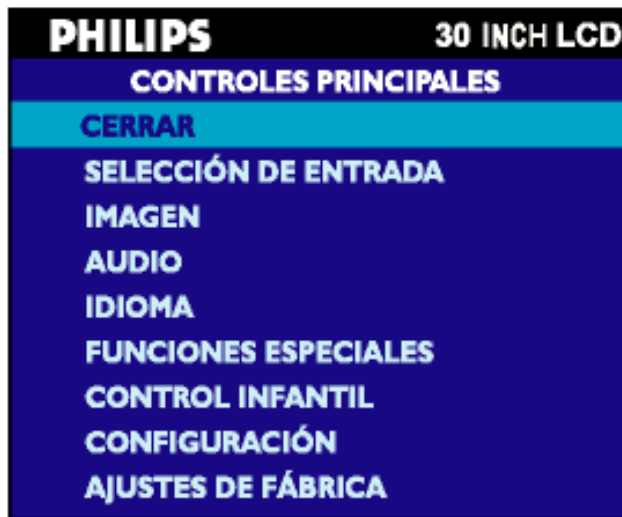 PHILIPS 30 INCH LCD
CONTROLES PRINCIPALES
CERRAR
SELECCIÓN DE ENTRADA
IMAGEN
AUDIO
IDIOMA
FUNCIONES ESPECIALES
CONTROL INFANTIL
CONFIGURACIÓN
AJUSTES DE FÁBRICA